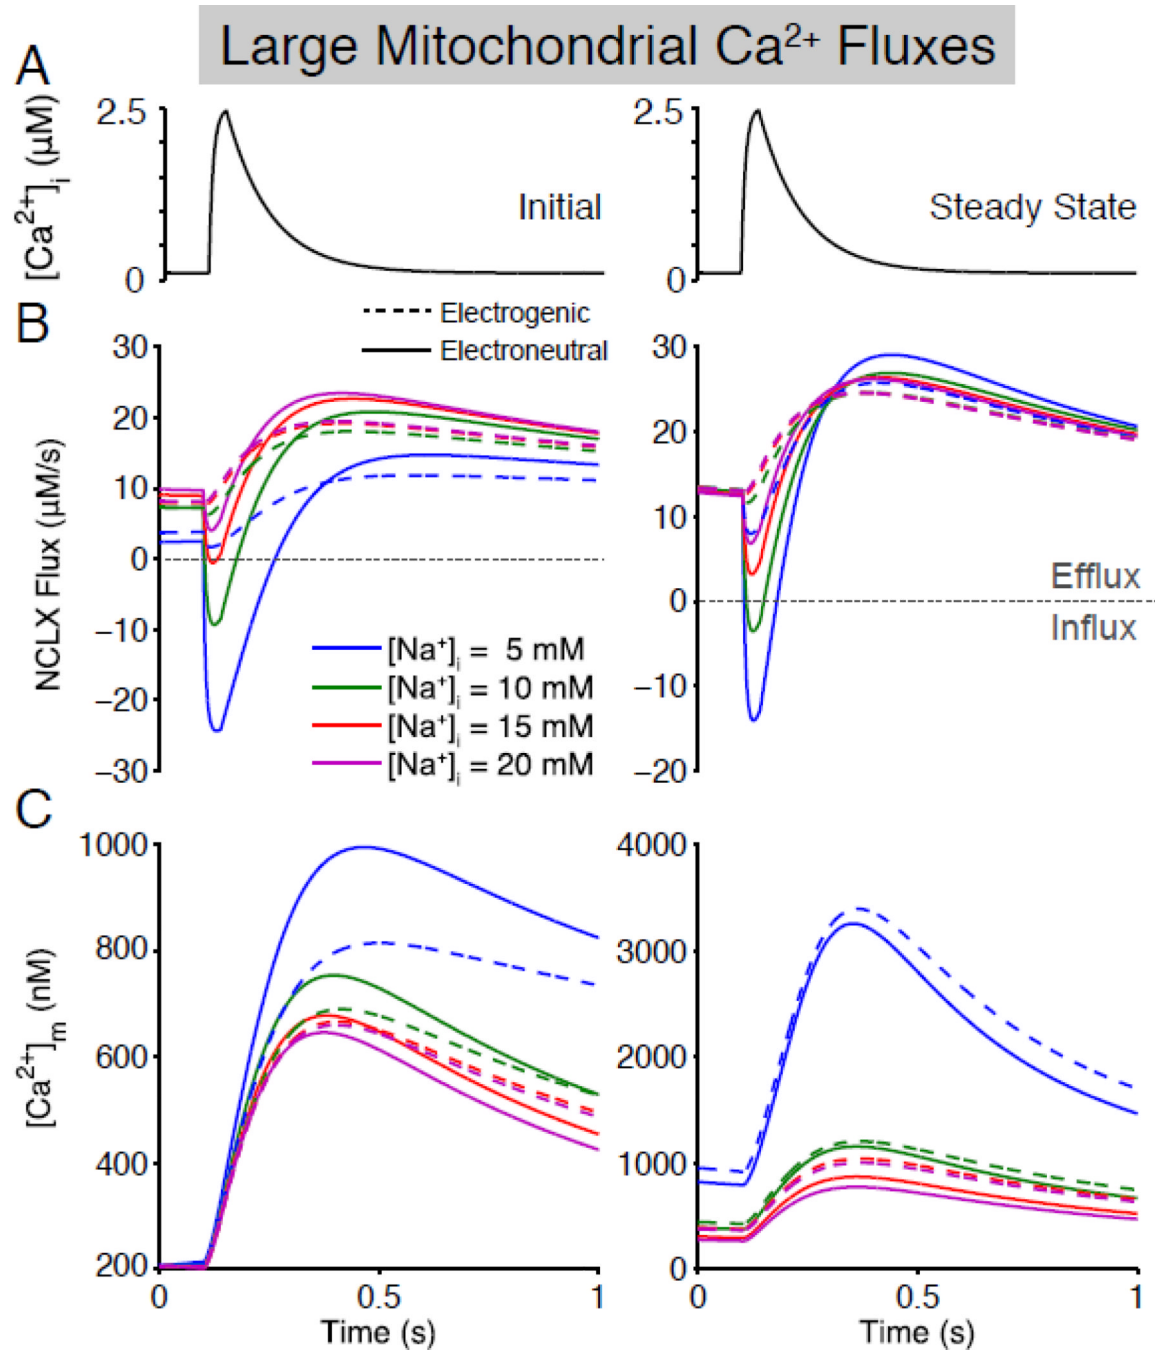 Large Mitochondrial Ca²⁺ Fluxes
A
[Ca²⁺]ᵢ (μM)
2.5
0
Initial
2.5
0
Steady State
B
Electrogenic
Electroneutral
NCLX Flux (μM/s)
30
20
10
0
−10
−20
−30
[Na⁺]ᵢ = 5 mM
[Na⁺]ᵢ = 10 mM
[Na⁺]ᵢ = 15 mM
[Na⁺]ᵢ = 20 mM
30
20
10
0
−10
−20
Efflux
Influx
C
[Ca²⁺]ₘ (nM)
1000
800
600
400
200
0
0.5
1
Time (s)
4000
3000
2000
1000
0
0
0.5
1
Time (s)